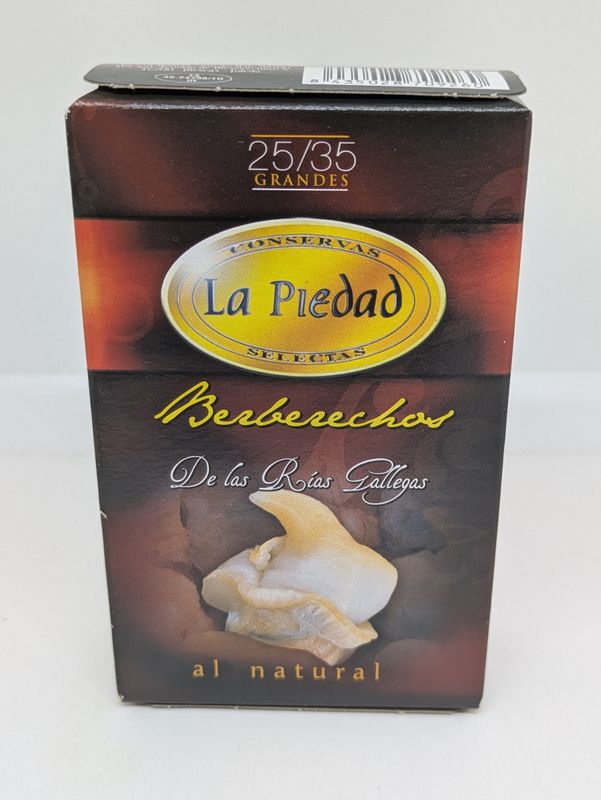 25/35
GRANDES
CONSERVAS
La Piedad
SELECTAS
Berberechos
De las Rías Gallegas
al natural